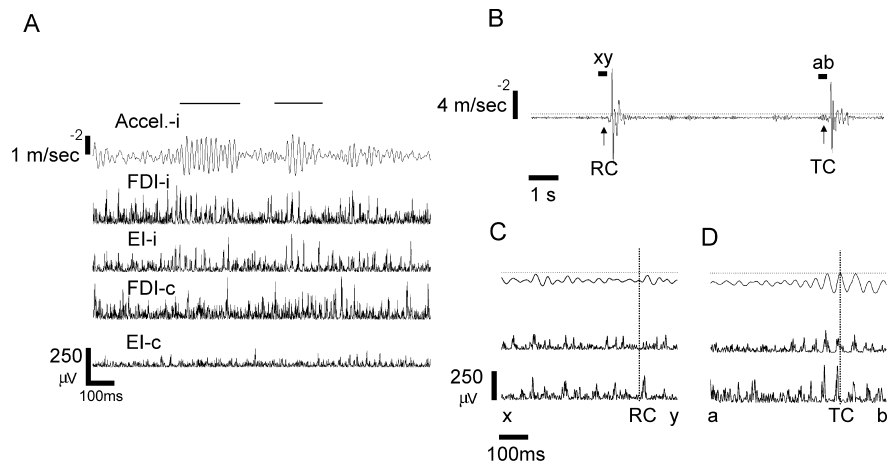 A
Accel.-i
-2
1 m/sec
FDI-i
EI-i
FDI-c
EI-c
250
µV
100ms
B
xy
ab
-2
4 m/sec
RC
TC
1 s
C
D
250
µV
x
RC
y
a
TC
b
100ms